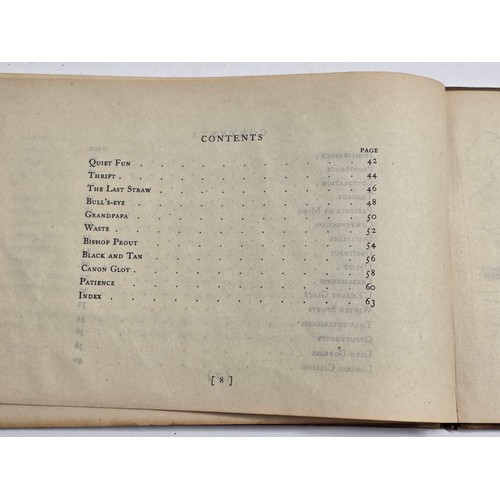 CONTENTS
PAGE
Quiet Fun . . . . . . . . 42
Thrift . . . . . . . . . 44
The Last Straw . . . . . . . 46
Bull's-eye . . . . . . . . 48
Grandpapa . . . . . . . . 50
Waste . . . . . . . . . 52
Bishop Prout . . . . . . . . 54
Black and Tan . . . . . . . 56
Canon Gloy . . . . . . . . 58
Patience . . . . . . . . 60
Index . . . . . . . . . 63
[ 8 ]